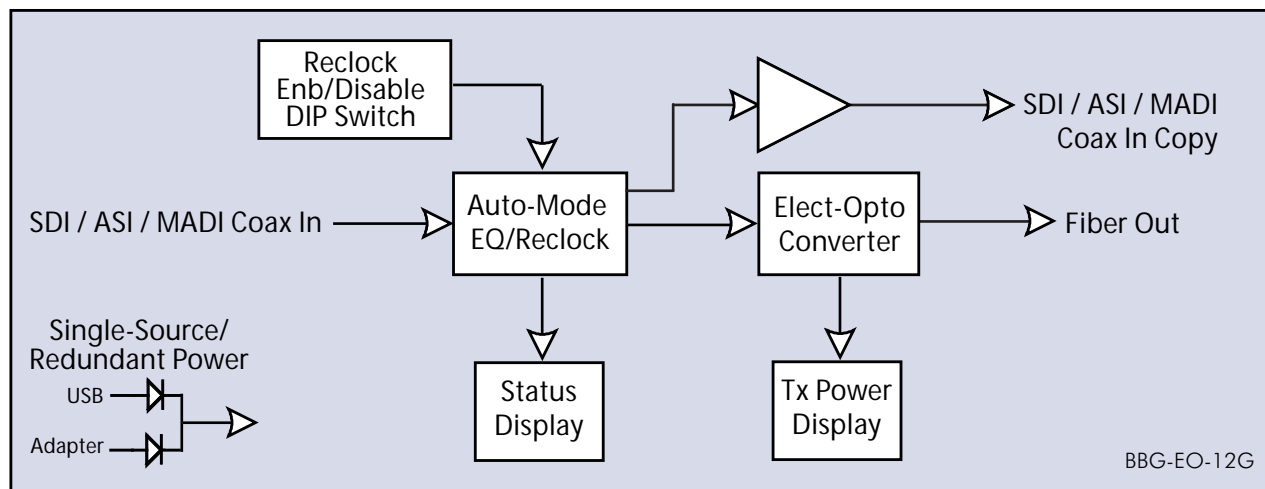 Reclock
Enb/Disable
DIP Switch
SDI / ASI / MADI
Coax In Copy
SDI / ASI / MADI Coax In
Auto-Mode
EQ/Reclock
Elect-Opto
Converter
Fiber Out
Single-Source/
Redundant Power
USB
Adapter
Status
Display
Tx Power
Display
BBG-EO-12G